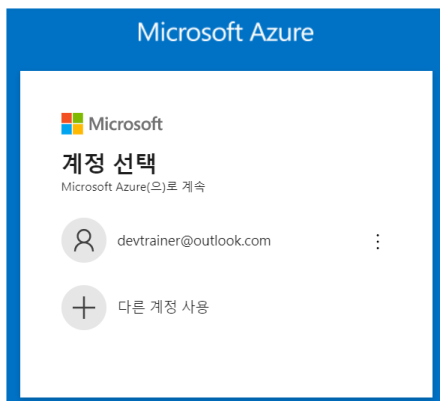 Microsoft Azure
Microsoft
계정 선택
Microsoft Azure(으)로 계속
devtrainer@outlook.com
다른 계정 사용